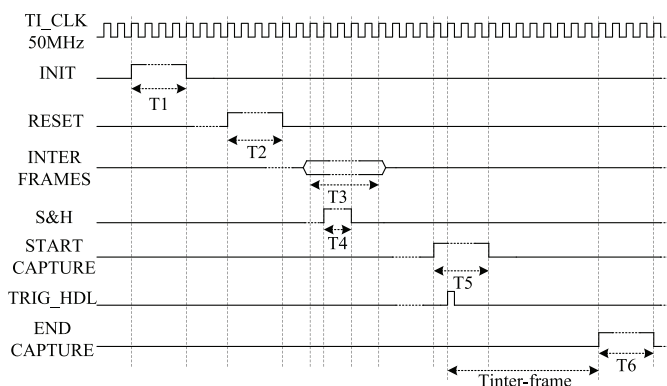 TI_CLK
50MHz
INIT
T1
RESET
T2
INTER
FRAMES
T3
S&H
T4
START
CAPTURE
T5
TRIG_HDL
END
CAPTURE
T6
Tinter-frame